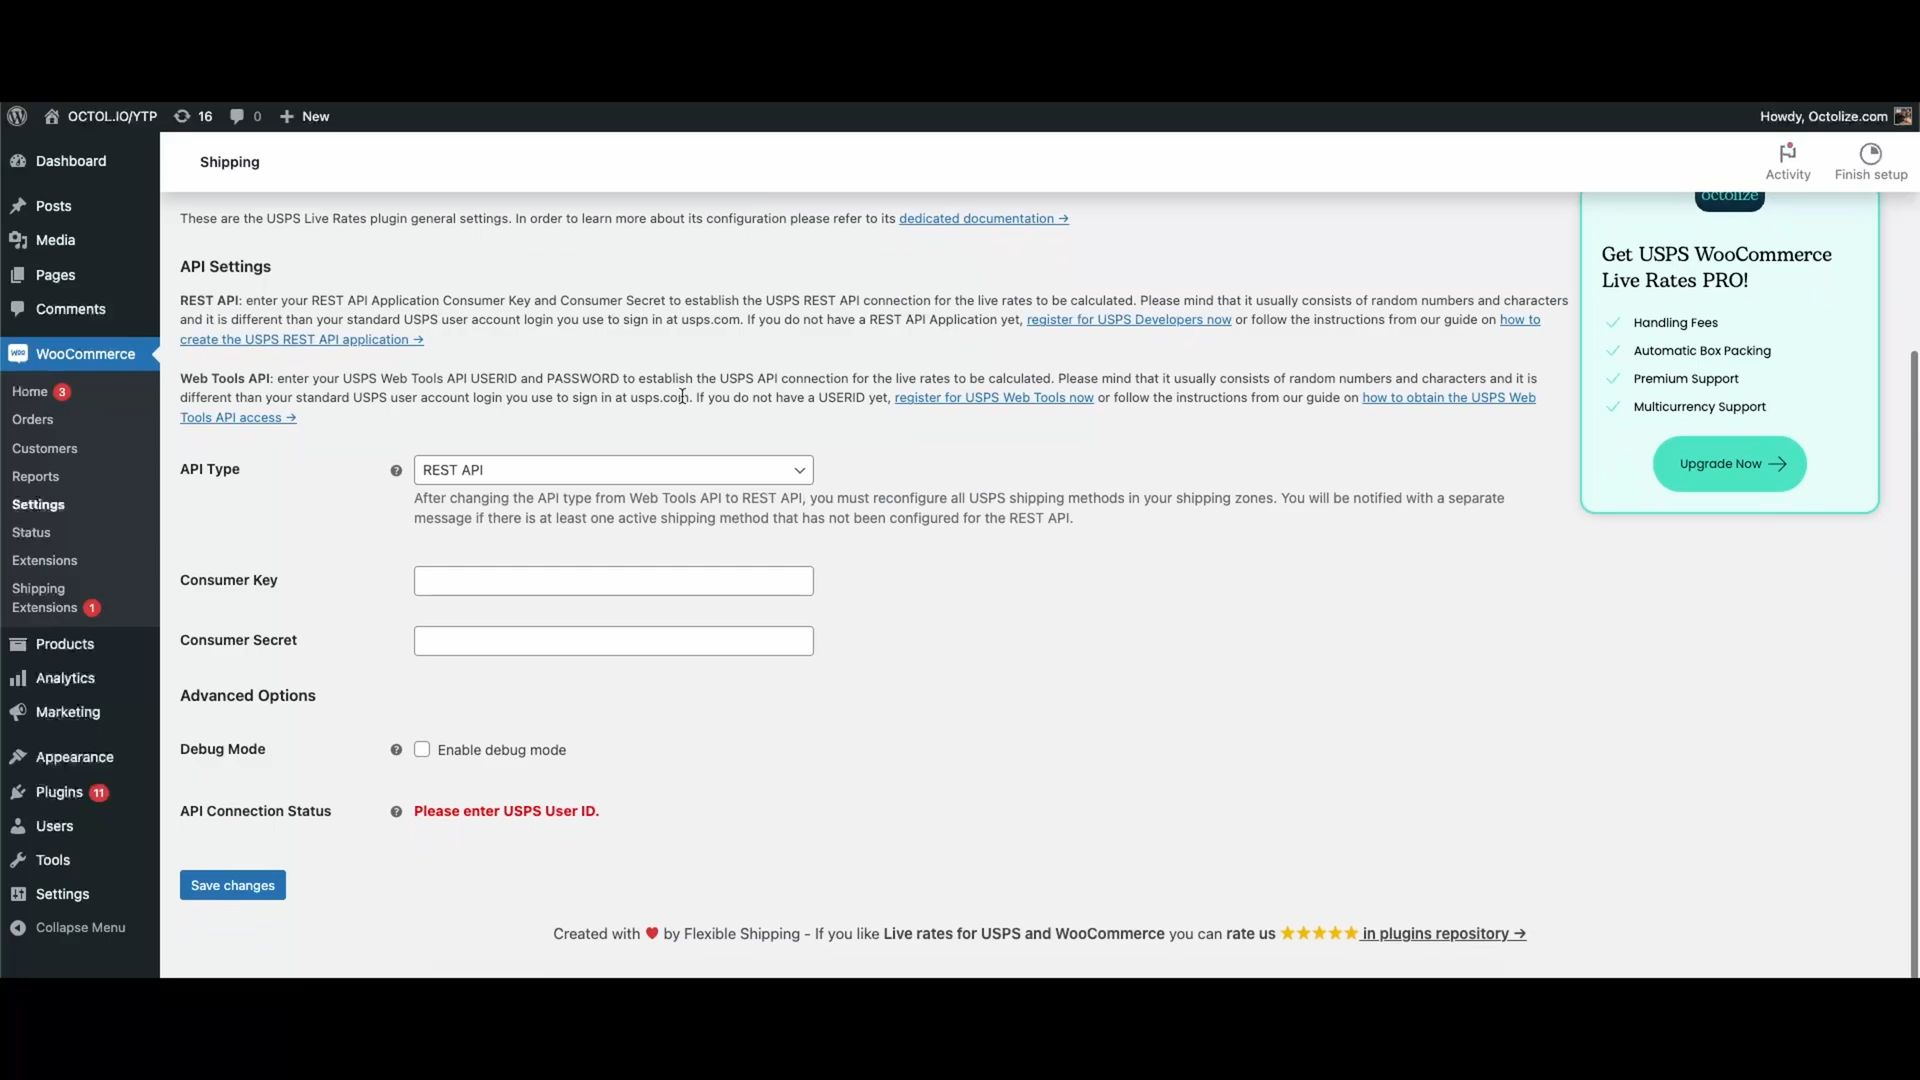 OCTOL.IO/YTP 16 0 New Howdy, Octolize.com
Dashboard
Posts
Media
Pages
Comments
WooCommerce
Home 3
Orders
Customers
Reports
Settings
Status
Extensions
Shipping
Extensions 1
Products
Analytics
Marketing
Appearance
Plugins 11
Users
Tools
Settings
Collapse Menu
Shipping
Activity
Finish setup
These are the USPS Live Rates plugin general settings. In order to learn more about its configuration please refer to its dedicated documentation →
API Settings
REST API: enter your REST API Application Consumer Key and Consumer Secret to establish the USPS REST API connection for the live rates to be calculated. Please mind that it usually consists of random numbers and characters
and it is different than your standard USPS user account login you use to sign in at usps.com. If you do not have a REST API Application yet, register for USPS Developers now or follow the instructions from our guide on how to
create the USPS REST API application →
Web Tools API: enter your USPS Web Tools API USERID and PASSWORD to establish the USPS API connection for the live rates to be calculated. Please mind that it usually consists of random numbers and characters and it is
different than your standard USPS user account login you use to sign in at usps.com. If you do not have a USERID yet, register for USPS Web Tools now or follow the instructions from our guide on how to obtain the USPS Web
Tools API access →
API Type
REST API
After changing the API type from Web Tools API to REST API, you must reconfigure all USPS shipping methods in your shipping zones. You will be notified with a separate
message if there is at least one active shipping method that has not been configured for the REST API.
Consumer Key
Consumer Secret
Advanced Options
Debug Mode
Enable debug mode
API Connection Status
Please enter USPS User ID.
Save changes
Created with ❤ by Flexible Shipping - If you like Live rates for USPS and WooCommerce you can rate us ★★★★★ in plugins repository →
octolize
Get USPS WooCommerce
Live Rates PRO!
Handling Fees
Automatic Box Packing
Premium Support
Multicurrency Support
Upgrade Now →